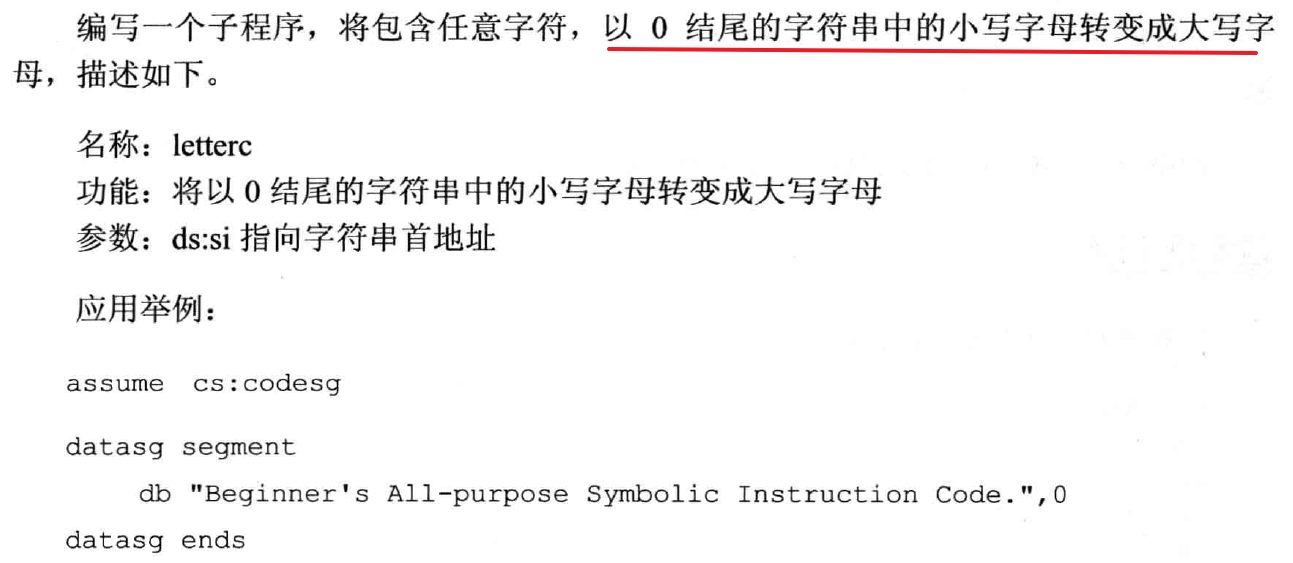 编写一个子程序，将包含任意字符，以 0 结尾的字符串中的小写字母转变成大写字
母，描述如下。
名称：letterc
功能：将以 0 结尾的字符串中的小写字母转变成大写字母
参数：ds:si 指向字符串首地址
应用举例：
assume cs:codesg
datasg segment
db "Beginner's All-purpose Symbolic Instruction Code.",0
datasg ends